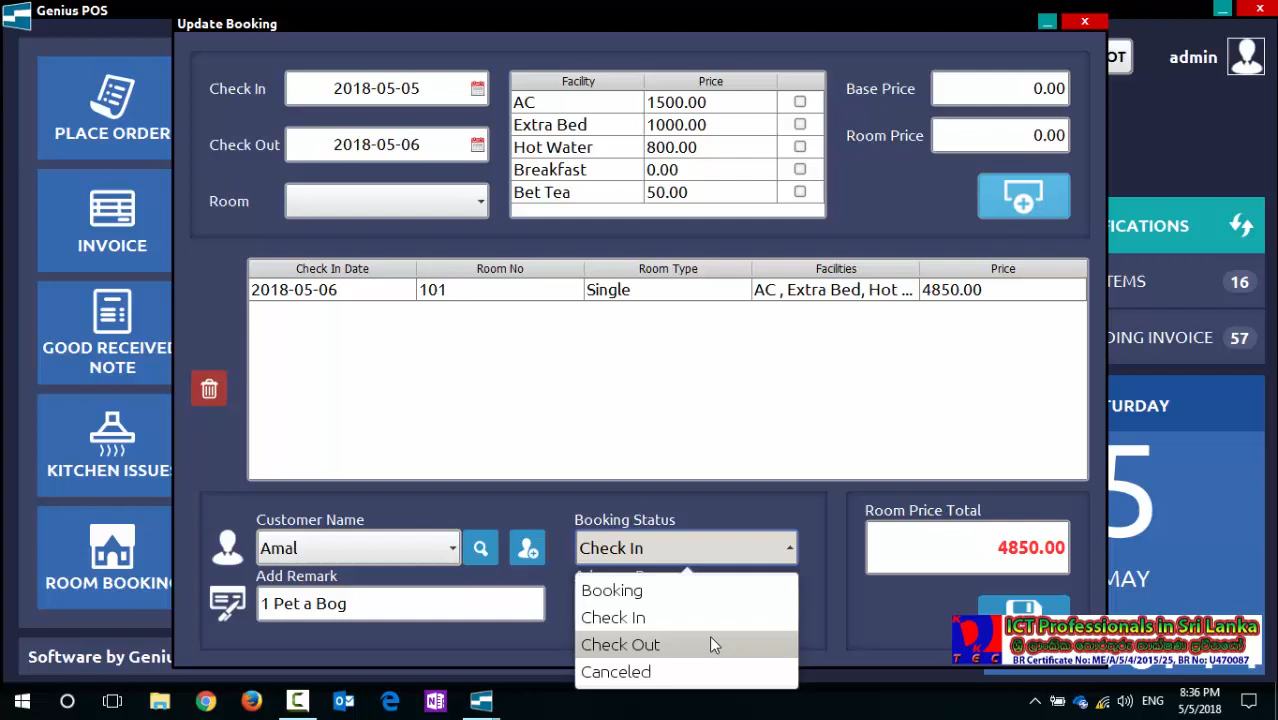 Genius POS
Update Booking
admin
OT
PLACE ORDER
INVOICE
GOOD RECEIVED
NOTE
KITCHEN ISSUE
ROOM BOOKING
Software by Geniu
Check In
2018-05-05
Check Out
2018-05-06
Room
Facility Price
AC 1500.00
Extra Bed 1000.00
Hot Water 800.00
Breakfast 0.00
Bet Tea 50.00
Base Price
0.00
Room Price
0.00
Check In Date Room No Room Type Facilities Price
2018-05-06 101 Single AC , Extra Bed, Hot ... 4850.00
Customer Name
Amal
Add Remark
1 Pet a Bog
Booking Status
Check In
Booking
Check In
Check Out
Canceled
Room Price Total
4850.00
FICATIONS
TEMS 16
DING INVOICE 57
TURDAY
5
MAY
DKT
TEC
ICT Professionals in Sri Lanka
BR Certificate No: ME/A/5/4/2015/25, BR No: U470087
ENG
8:36 PM
5/5/2018